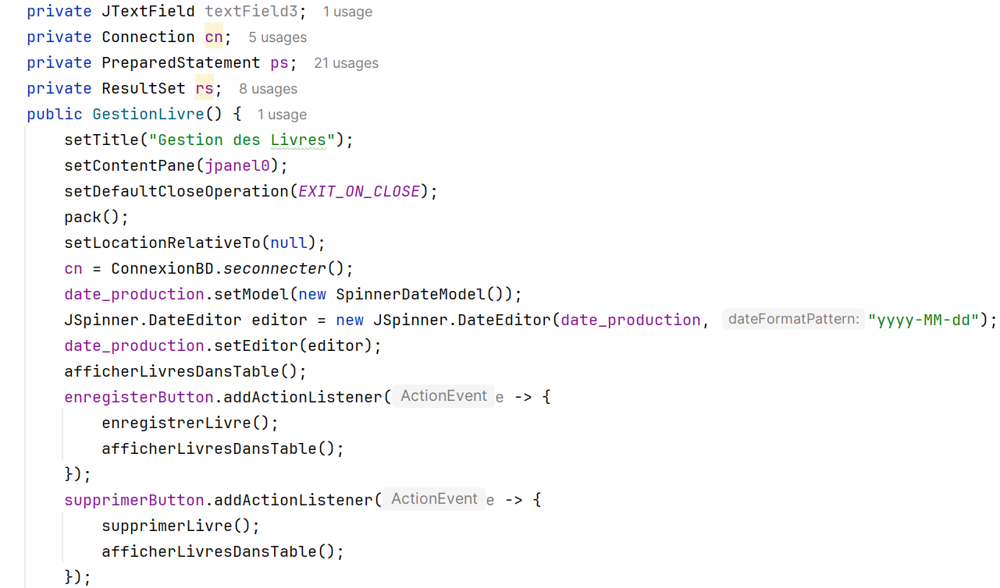 private JTextField textField3; 1 usage
private Connection cn; 5 usages
private PreparedStatement ps; 21 usages
private ResultSet rs; 8 usages
public GestionLivre() { 1 usage
setTitle("Gestion des Livres");
setContentPane(jpanel0);
setDefaultCloseOperation(EXIT_ON_CLOSE);
pack();
setLocationRelativeTo(null);
cn = ConnexionBD.seconnecter();
date_production.setModel(new SpinnerDateModel());
JSpinner.DateEditor editor = new JSpinner.DateEditor(date_production, dateFormatPattern: "yyyy-MM-dd");
date_production.setEditor(editor);
afficherLivresDansTable();
enregisterButton.addActionListener( ActionEvent e -> {
enregistrerLivre();
afficherLivresDansTable();
});
supprimerButton.addActionListener( ActionEvent e -> {
supprimerLivre();
afficherLivresDansTable();
});